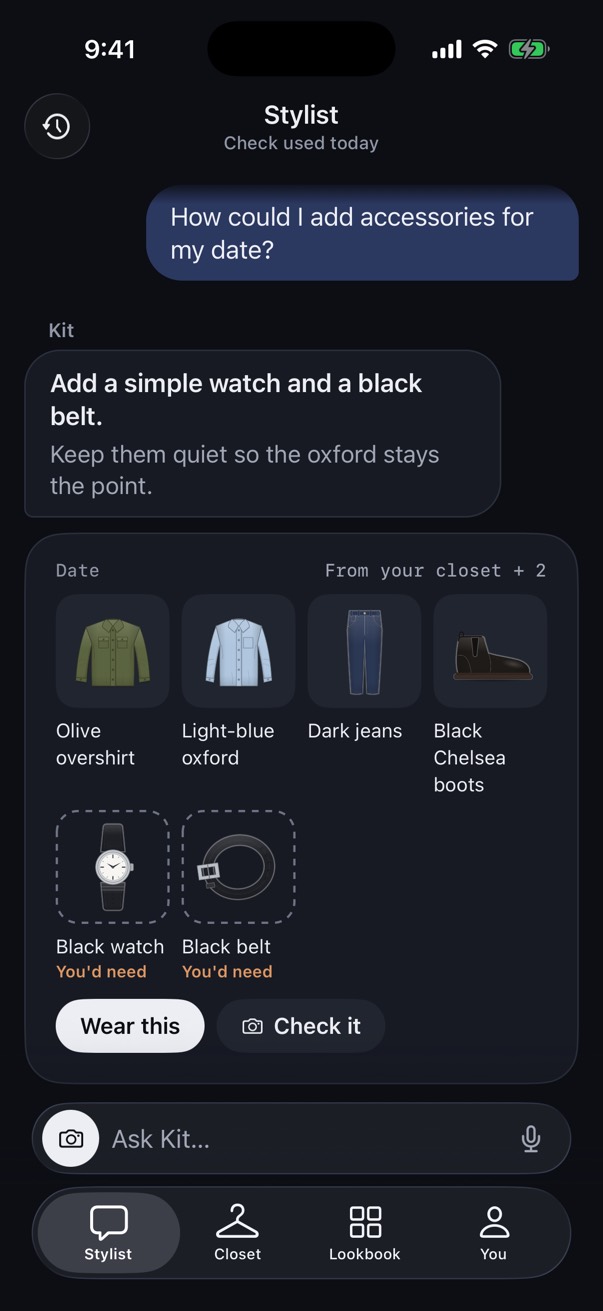 9:41
Stylist
Check used today
How could I add accessories for
my date?
Kit
Add a simple watch and a black
belt.
Keep them quiet so the oxford stays
the point.
Date
From your closet + 2
Olive
overshirt
Light-blue
oxford
Dark jeans
Black
Chelsea
boots
Black watch
You'd need
Black belt
You'd need
Wear this
Check it
Ask Kit...
Stylist
Closet
Lookbook
You